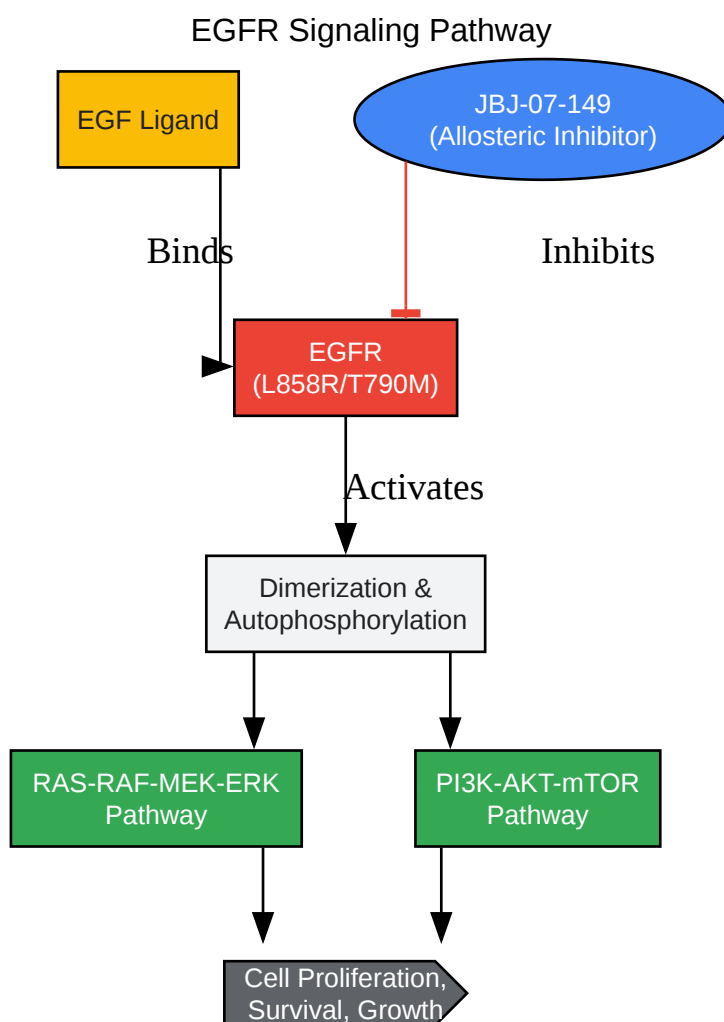 EGFR Signaling Pathway
EGF Ligand
JBJ-07-149
(Allosteric Inhibitor)
Binds
Inhibits
EGFR
(L858R/T790M)
Activates
Dimerization &
Autophosphorylation
RAS-RAF-MEK-ERK
Pathway
PI3K-AKT-mTOR
Pathway
Cell Proliferation,
Survival, Growth